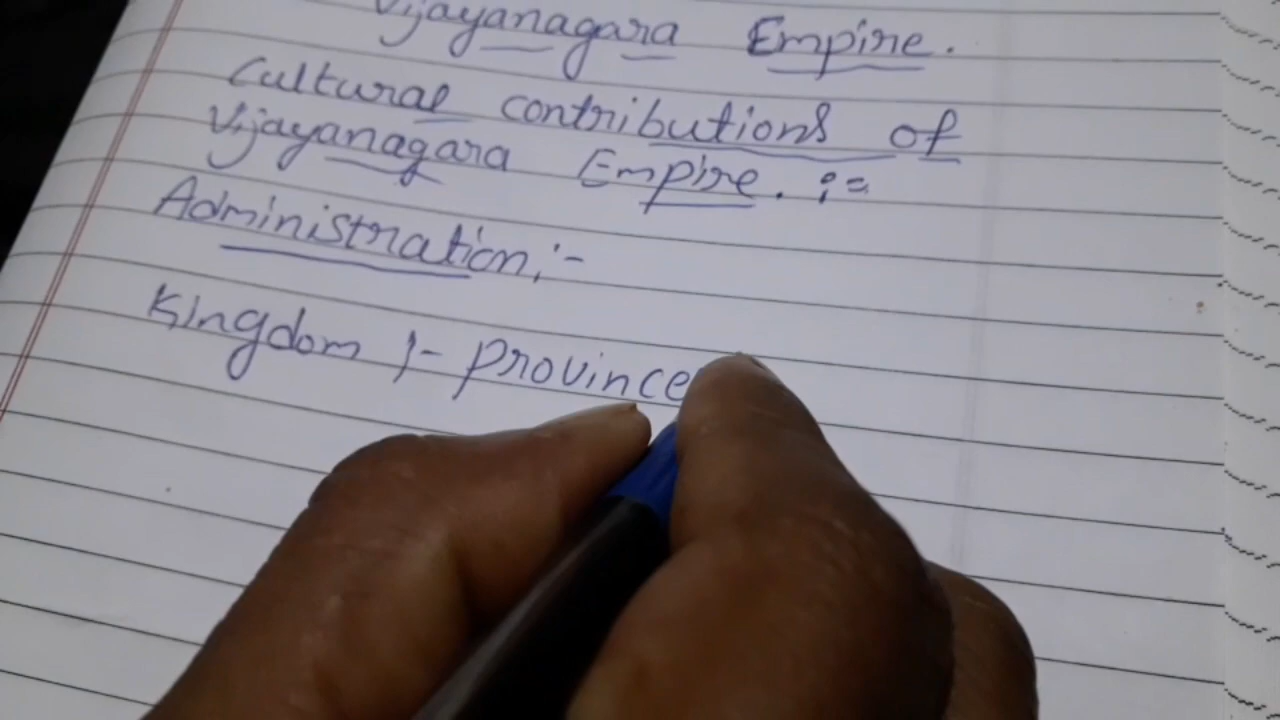 Vijayanagara Empire.
Cultural contributions of
Vijayanagara Empire. :=
Administration:-
Kingdom :- province